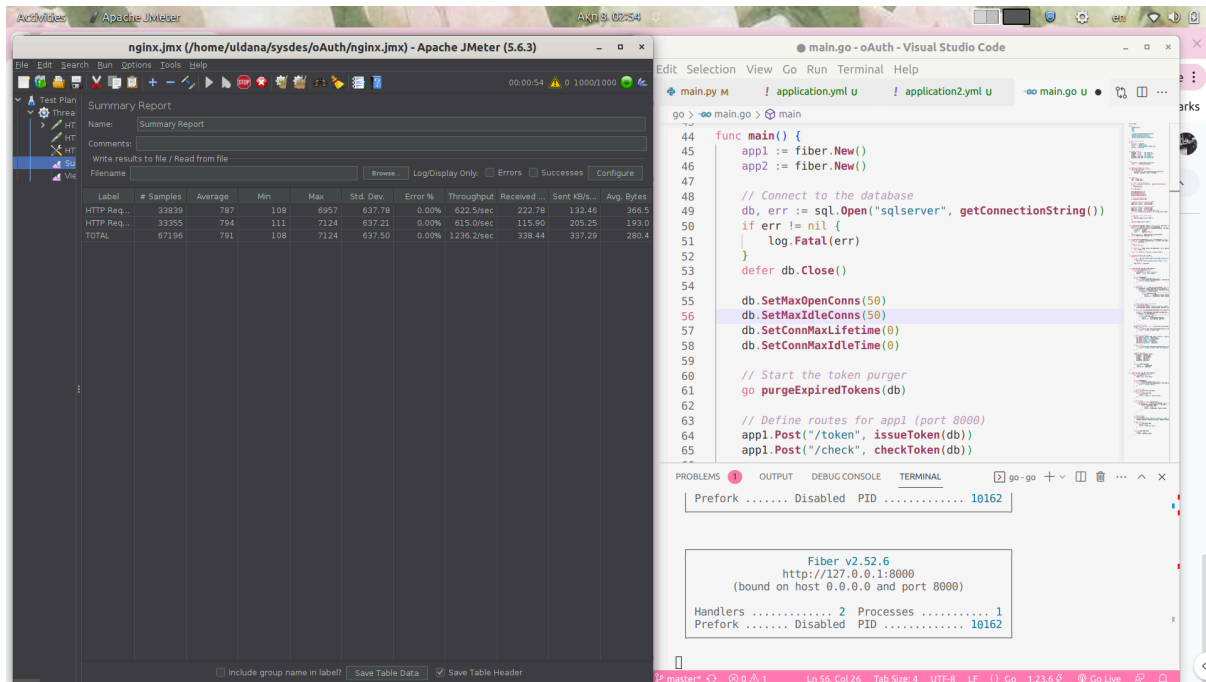 Activities Apache JMeter Апп 8 02:54 en
nginx.jmx (/home/uldana/sysdes/oAuth/nginx.jmx) - Apache JMeter (5.6.3)
File Edit Search Run Options Tools Help
00:00:54 0 1000/1000
Test Plan
Threa
HT
HT
HT
Su
Vie
Summary Report
Name: Summary Report
Comments:
Write results to file / Read from file
Filename Browse... Log/Display Only: Errors Successes Configure
Label # Samples Average Min Max Std. Dev. Error % Throughput Received ... Sent KB/s... Avg. Bytes
HTTP Req... 33839 787 108 6957 637.78 0.00% 622.5/sec 222.78 132.46 366.5
HTTP Req... 33355 794 111 7124 637.21 0.00% 615.0/sec 115.90 205.25 193.0
TOTAL 67196 791 108 7124 637.50 0.00% 1236.2/sec 338.44 337.29 280.4
Include group name in label? Save Table Data Save Table Header
main.go - oAuth - Visual Studio Code
Edit Selection View Go Run Terminal Help
main.py M ! application.yml U ! application2.yml U main.go U
go > main.go > main
44 func main() {
45 app1 := fiber.New()
46 app2 := fiber.New()
47
48 // Connect to the database
49 db, err := sql.Open("sqlserver", getConnectionString())
50 if err != nil {
51 log.Fatal(err)
52 }
53 defer db.Close()
54
55 db.SetMaxOpenConns(50)
56 db.SetMaxIdleConns(50)
57 db.SetConnMaxLifetime(0)
58 db.SetConnMaxIdleTime(0)
59
60 // Start the token purger
61 go purgeExpiredTokens(db)
62
63 // Define routes for app1 (port 8000)
64 app1.Post("/token", issueToken(db))
65 app1.Post("/check", checkToken(db))
PROBLEMS 1 OUTPUT DEBUG CONSOLE TERMINAL go - go
Prefork ....... Disabled PID ............. 10162
Fiber v2.52.6
http://127.0.0.1:8000
(bound on host 0.0.0.0 and port 8000)
Handlers ............. 2 Processes ........... 1
Prefork ....... Disabled PID ............. 10162
master* 0 1 Ln 56, Col 26 Tab Size: 4 UTF-8 LF {} Go 1.23.6 Go Live